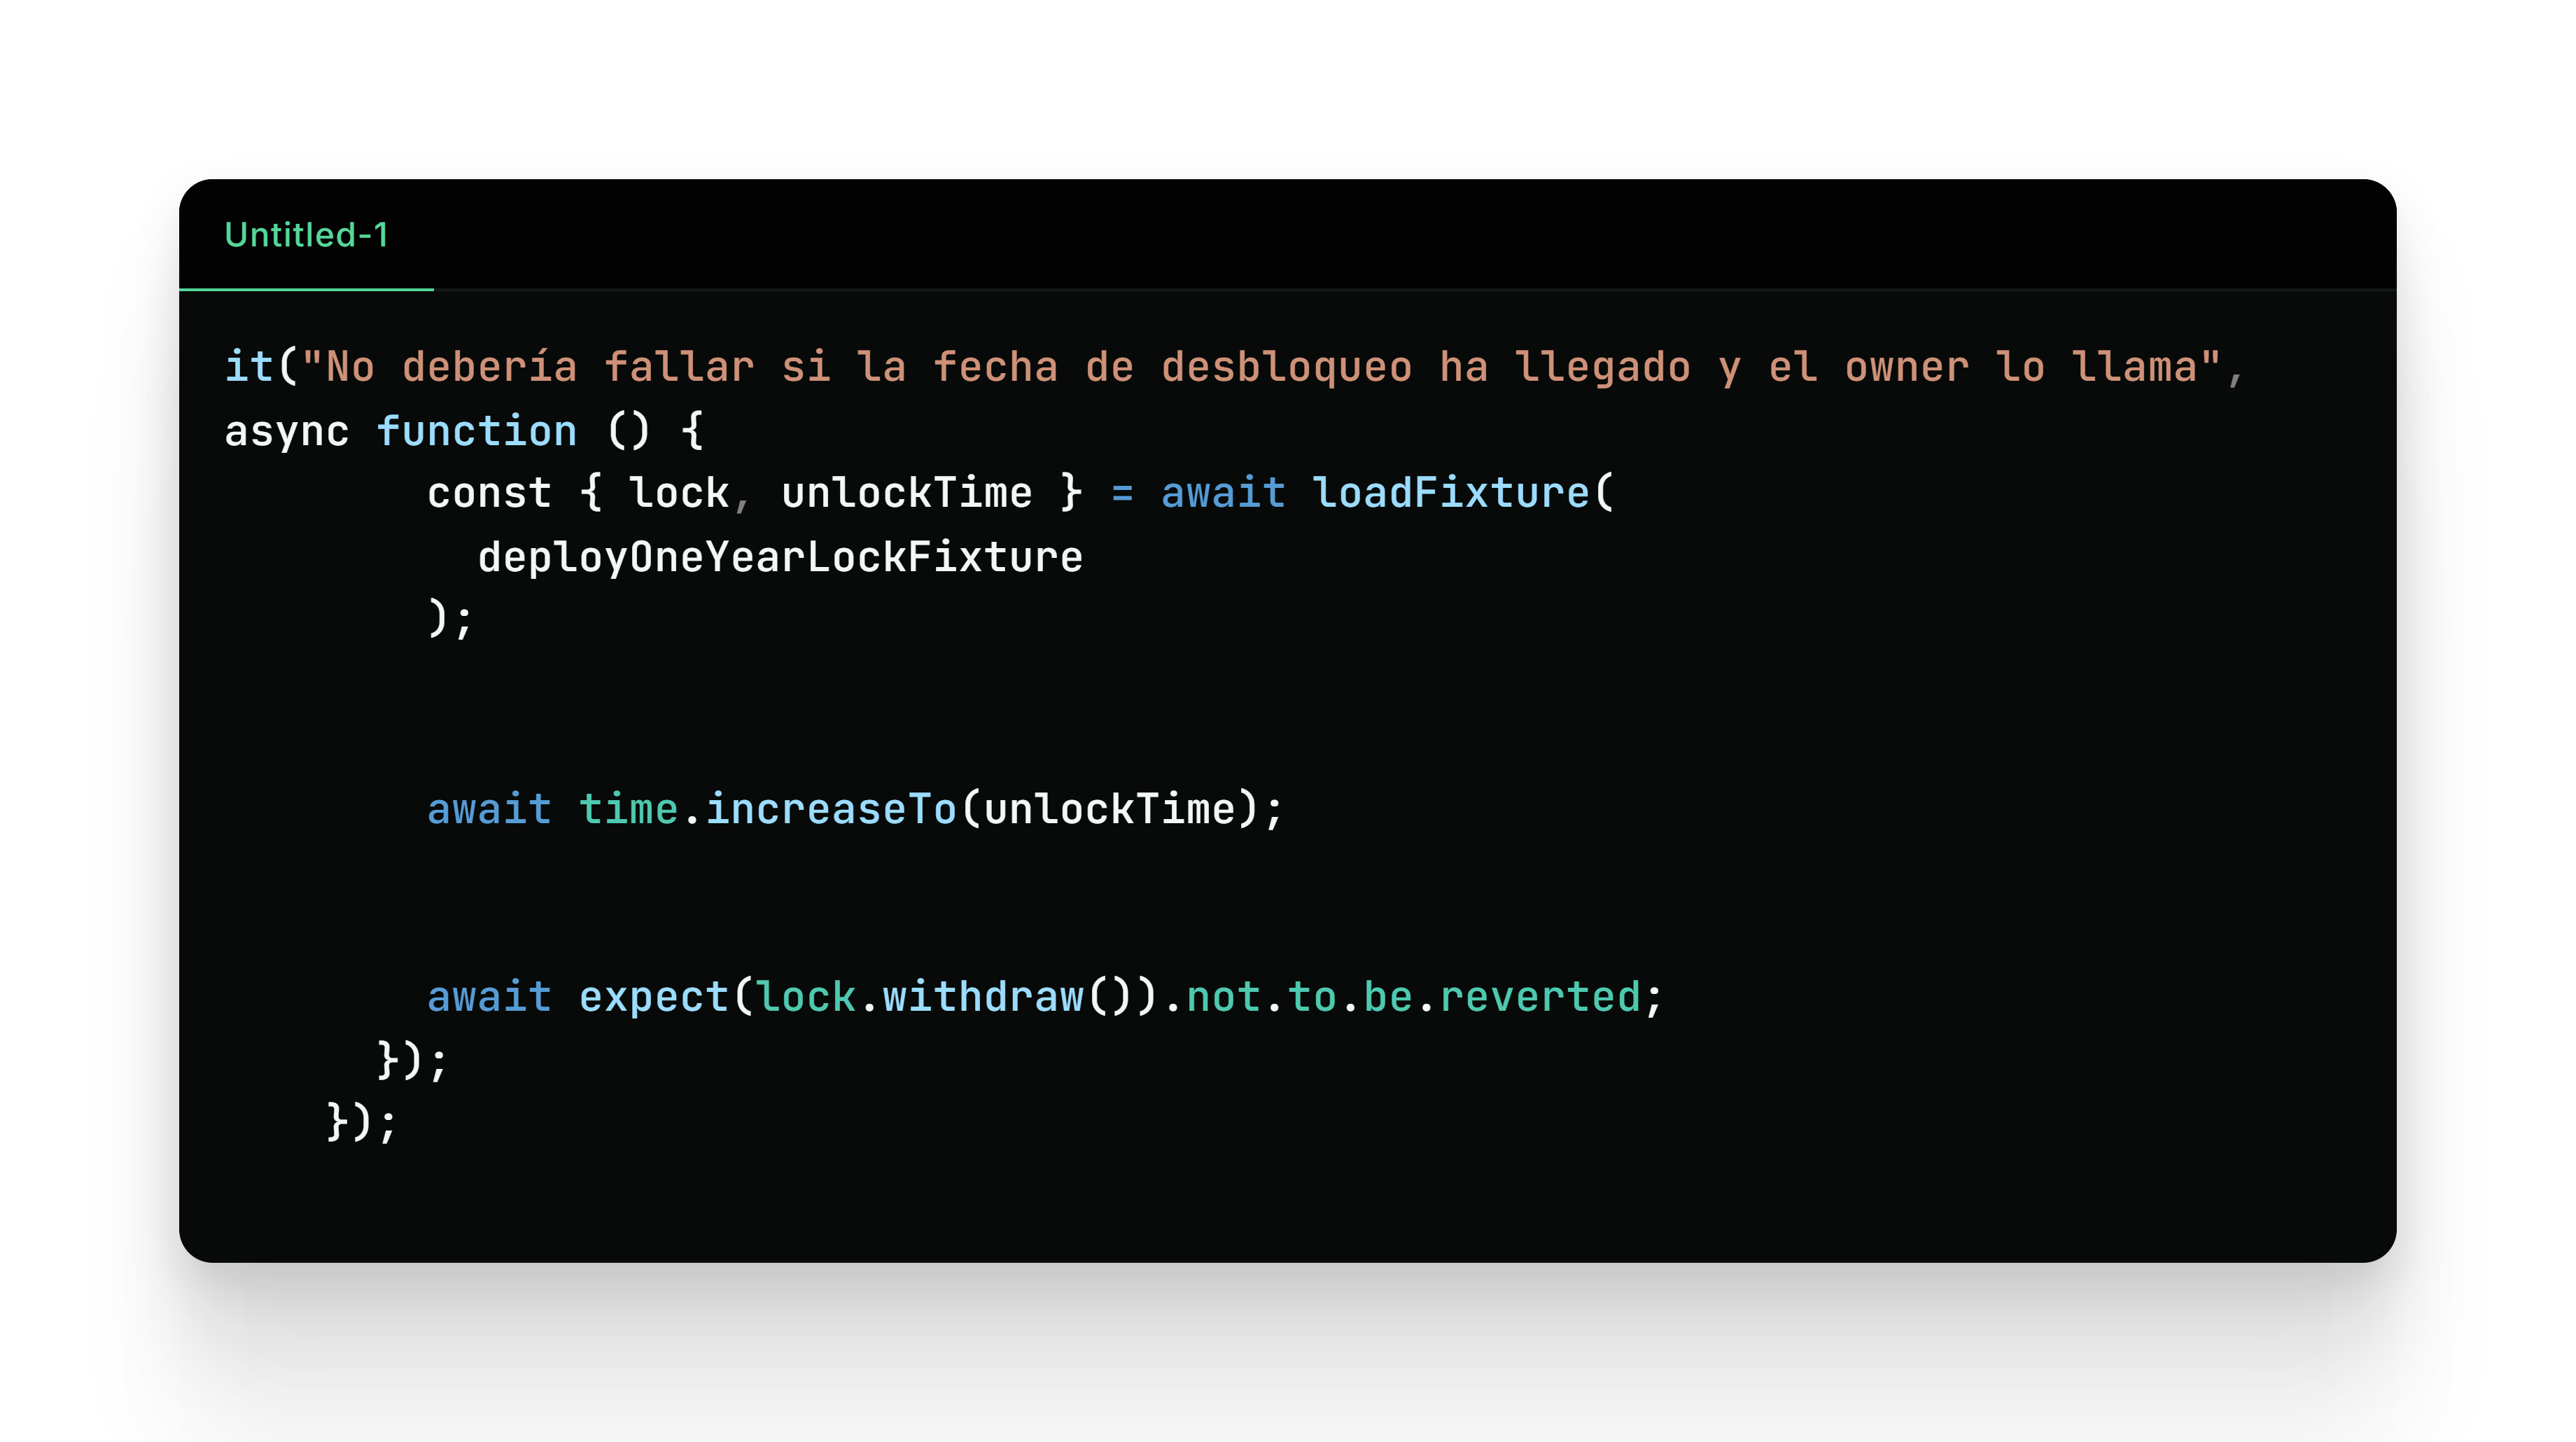 Untitled-1
it("No debería fallar si la fecha de desbloqueo ha llegado y el owner lo llama",
async function () {
        const { lock, unlockTime } = await loadFixture(
          deployOneYearLockFixture
        );
        await time.increaseTo(unlockTime);
        await expect(lock.withdraw()).not.to.be.reverted;
      });
    });